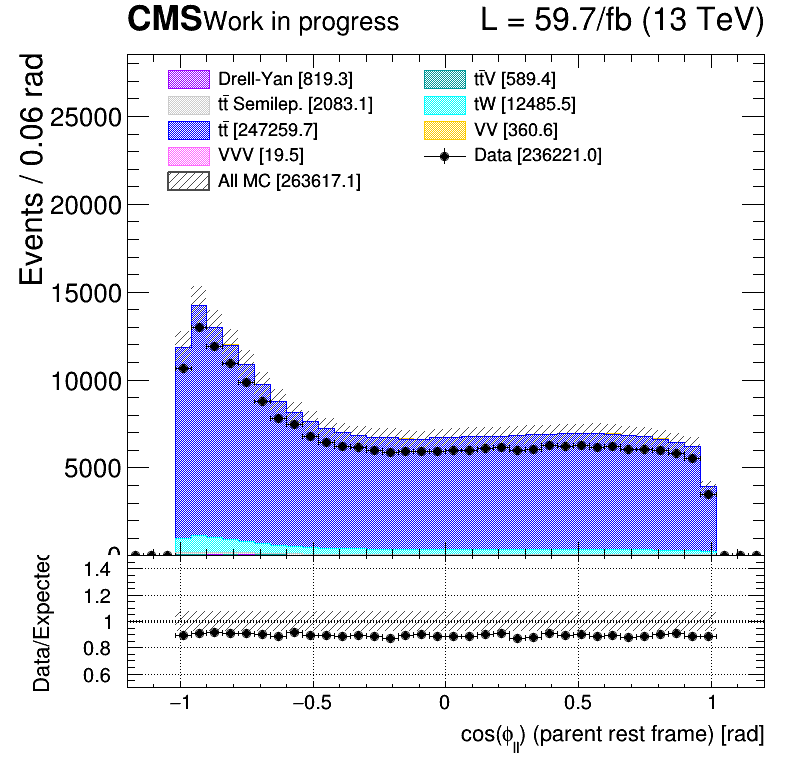 CMS Work in progress L = 59.7/fb (13 TeV)
Events / 0.06 rad
Drell-Yan [819.3]
tt̄ Semilep. [2083.1]
tt̄ [247259.7]
VVV [19.5]
All MC [263617.1]
tt̄V [589.4]
tW [12485.5]
VV [360.6]
Data [236221.0]
25000
20000
15000
10000
5000
0
Data/Expected
1.4
1.2
1
0.8
0.6
−1 −0.5 0 0.5 1
cos(ϕ_ll) (parent rest frame) [rad]